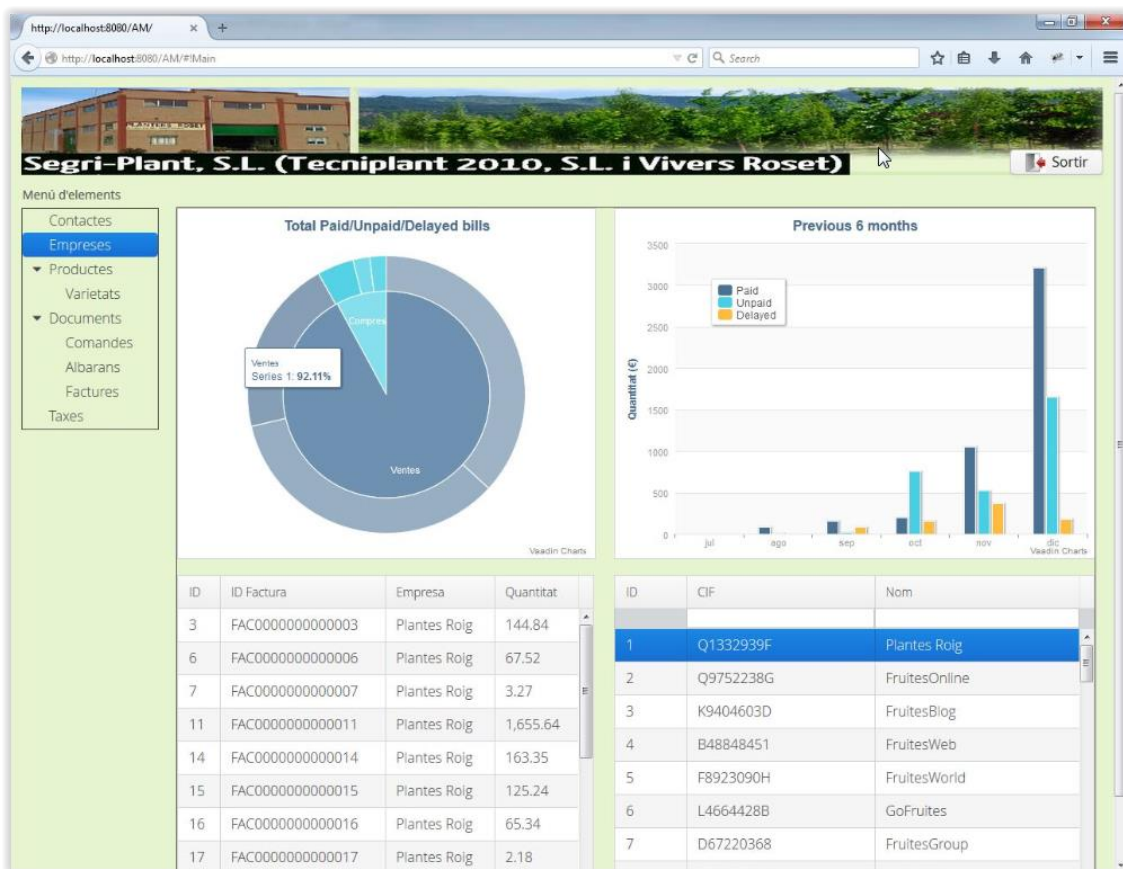 http://localhost:8080/AM/
http://localhost:8080/AM/#!Main
Search
PLANTERS ROSET
Segri-Plant, S.L. (Tecniplant 2010, S.L. i Vivers Roset)
Sortir
Menú d'elements
Contactes
Empreses
Productes
Varietats
Documents
Comandes
Albarans
Factures
Taxes
Total Paid/Unpaid/Delayed bills
Compres
Ventes
Series 1: 92.11%
Ventes
Vaadin Charts
Previous 6 months
Quantitat (€)
3500
3000
2500
2000
1500
1000
500
0
Paid
Unpaid
Delayed
jul ago sep oct nov dic
Vaadin Charts
ID ID Factura Empresa Quantitat
3 FAC0000000000003 Plantes Roig 144.84
6 FAC0000000000006 Plantes Roig 67.52
7 FAC0000000000007 Plantes Roig 3.27
11 FAC0000000000011 Plantes Roig 1,655.64
14 FAC0000000000014 Plantes Roig 163.35
15 FAC0000000000015 Plantes Roig 125.24
16 FAC0000000000016 Plantes Roig 65.34
17 FAC0000000000017 Plantes Roig 2.18
ID CIF Nom
1 Q1332939F Plantes Roig
2 Q9752238G FruitesOnline
3 K9404603D FruitesBlog
4 B48848451 FruitesWeb
5 F8923090H FruitesWorld
6 L4664428B GoFruites
7 D67220368 FruitesGroup